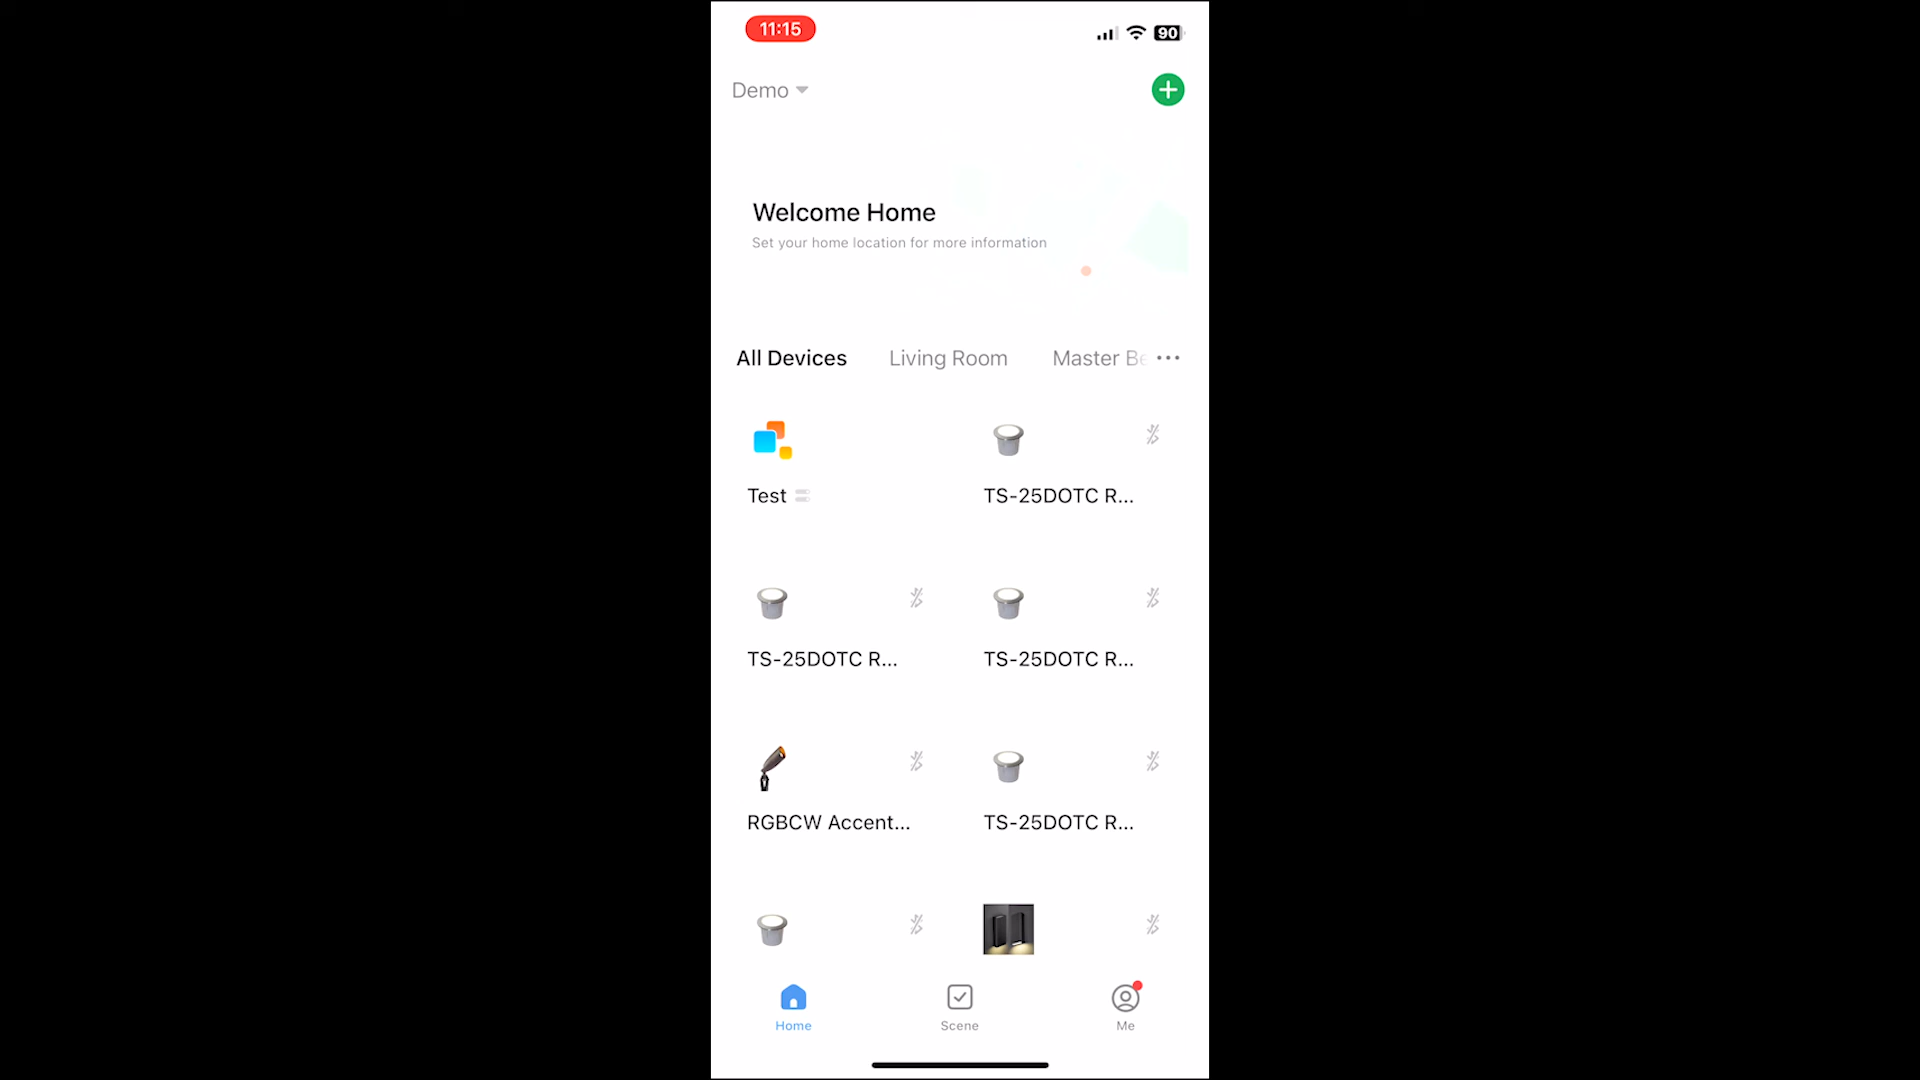 11:15
90
Demo
Welcome Home
Set your home location for more information
All Devices
Living Room
Master Be
Test
TS-25DOTC R...
TS-25DOTC R...
TS-25DOTC R...
RGBCW Accent...
TS-25DOTC R...
Home
Scene
Me